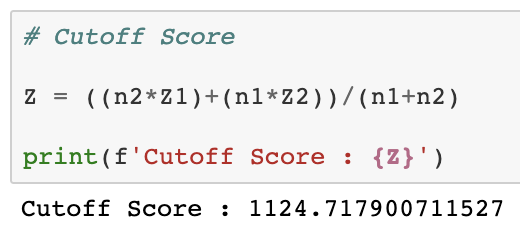 # Cutoff Score
Z = ((n2*Z1)+(n1*Z2))/(n1+n2)
print(f'Cutoff Score : {Z}')
Cutoff Score : 1124.717900711527